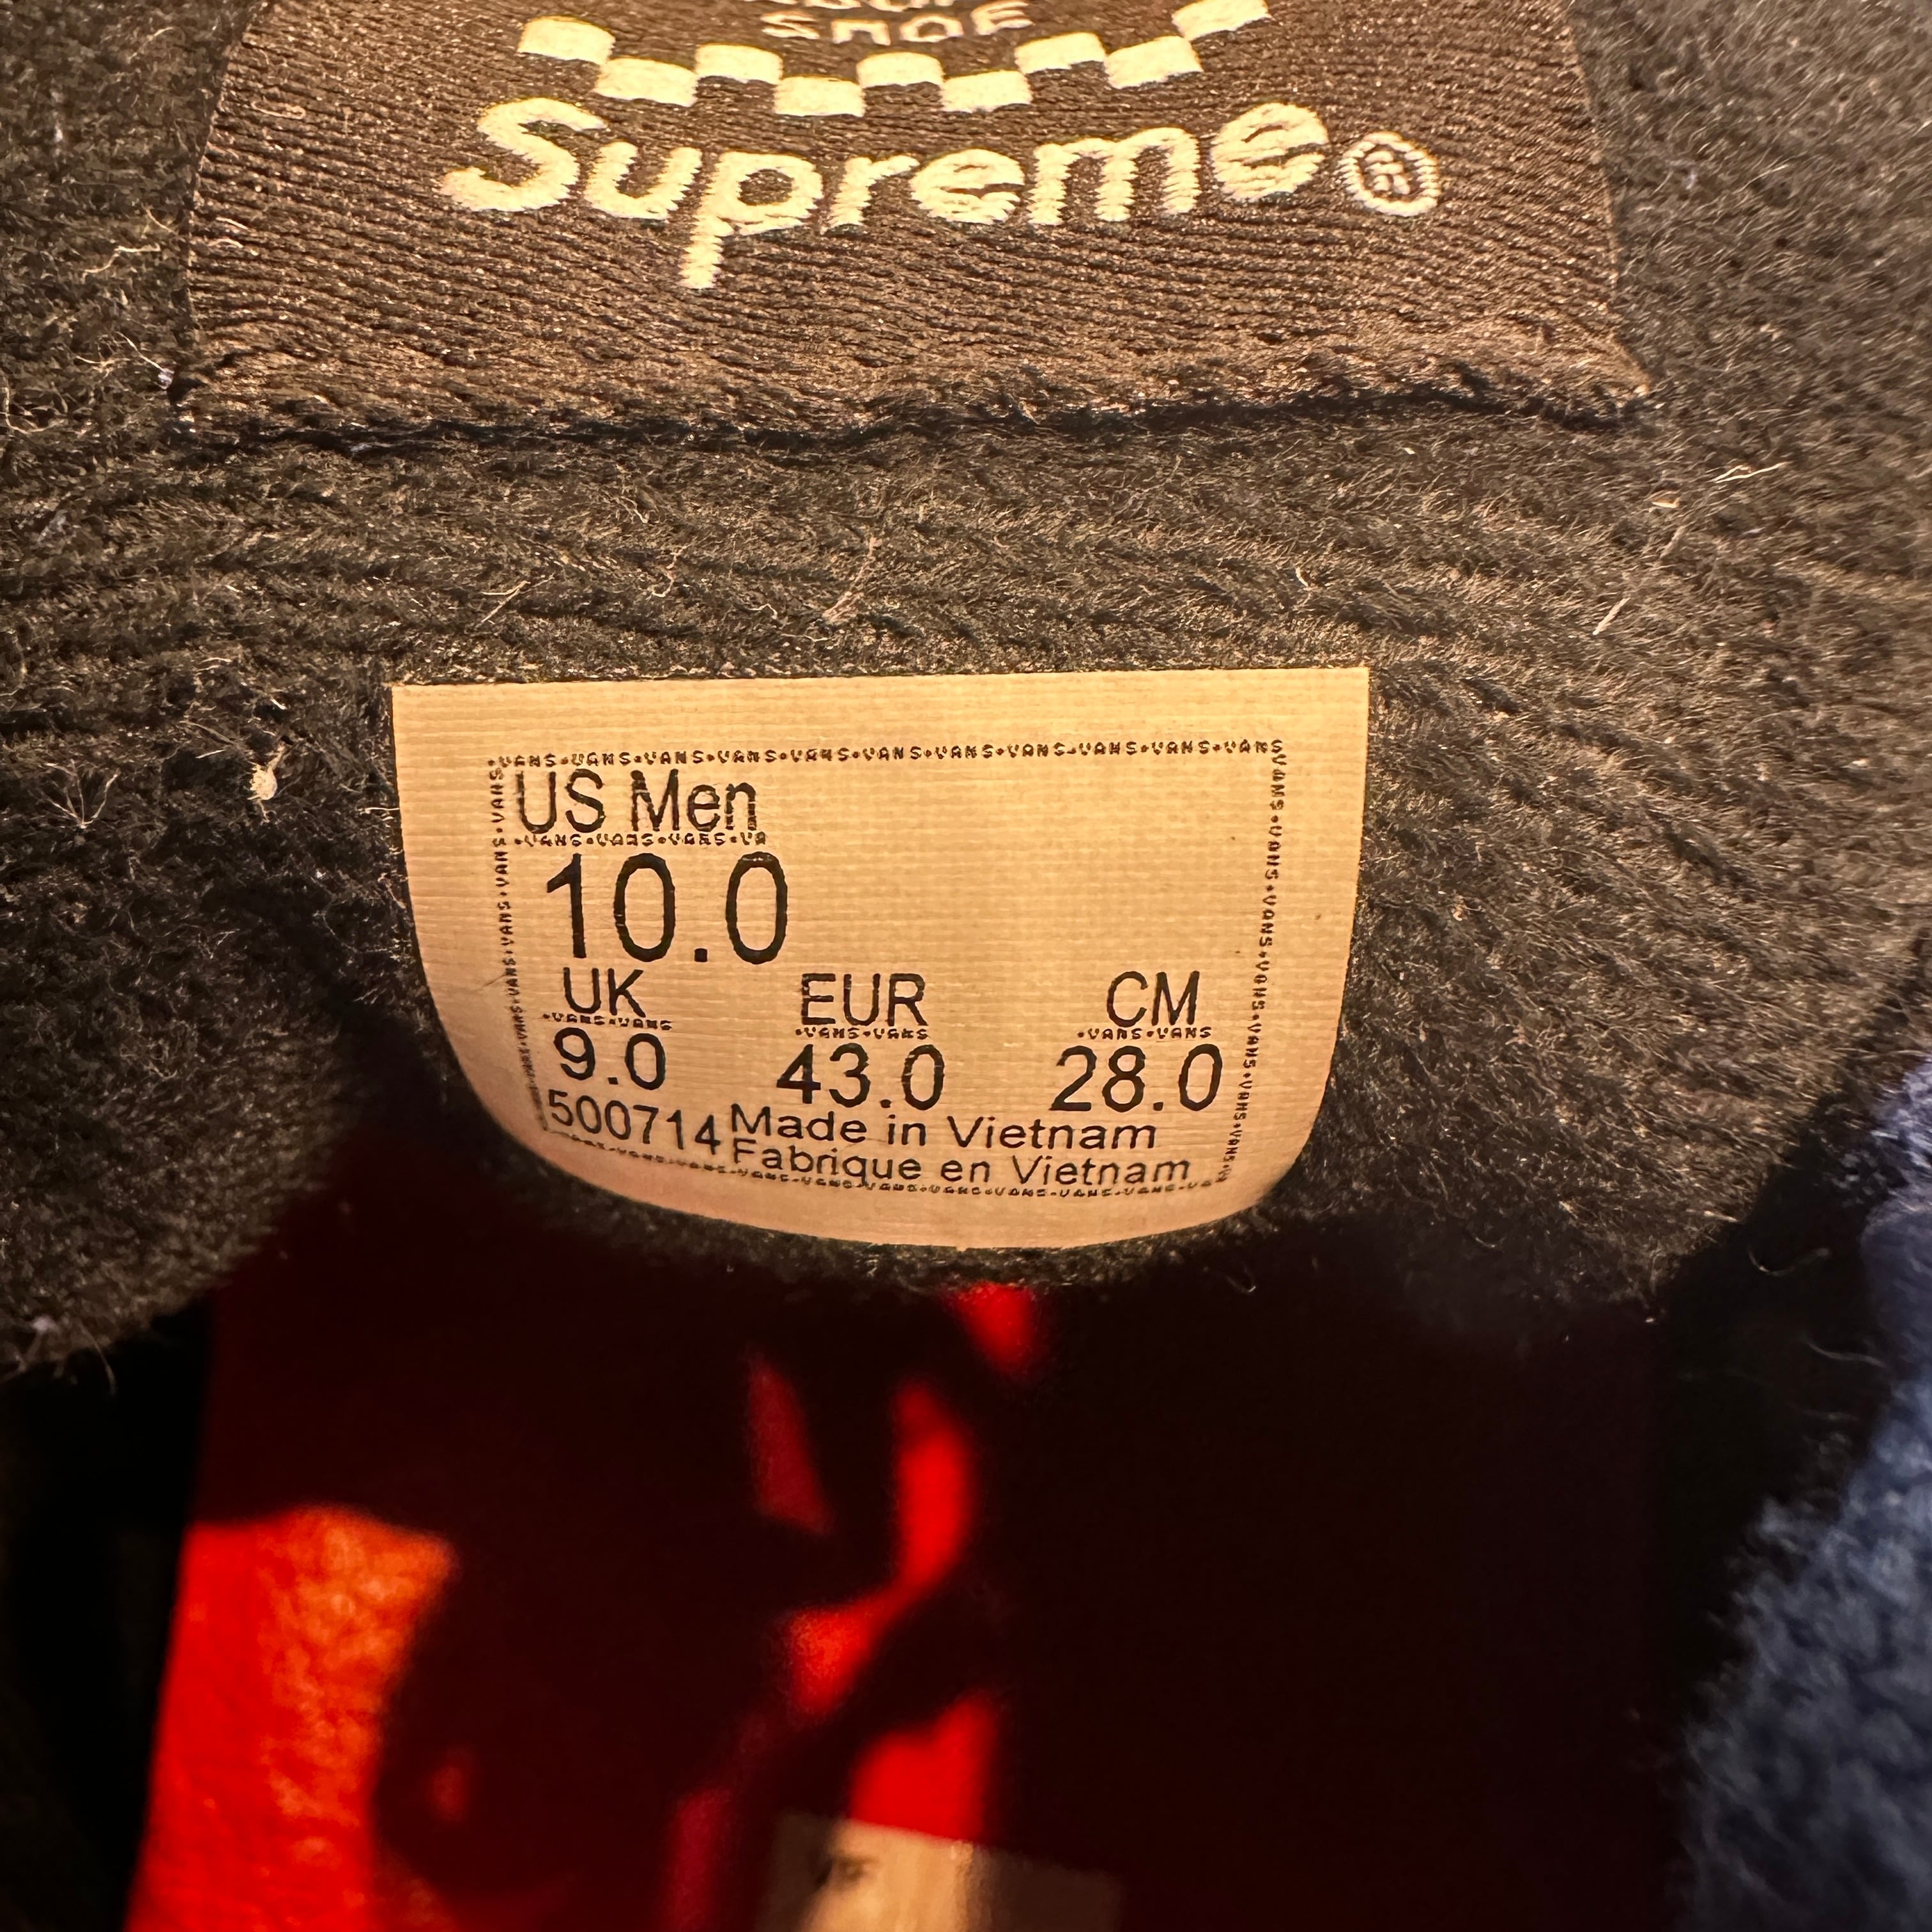 SHOE
Supreme®
US Men
10.0
UK EUR CM
9.0 43.0 28.0
500714 Made in Vietnam
Fabrique en Vietnam